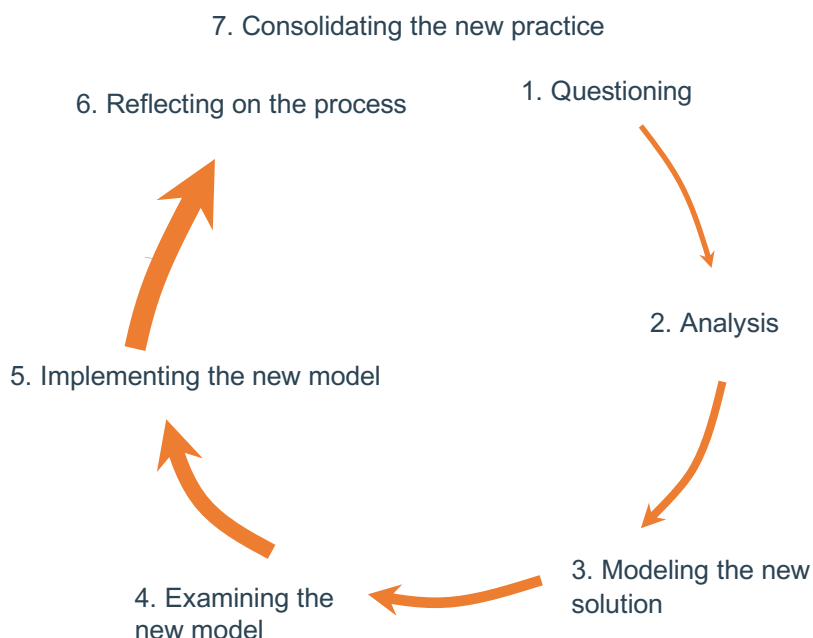 7. Consolidating the new practice
6. Reflecting on the process
1. Questioning
2. Analysis
5. Implementing the new model
3. Modeling the new
solution
4. Examining the
new model